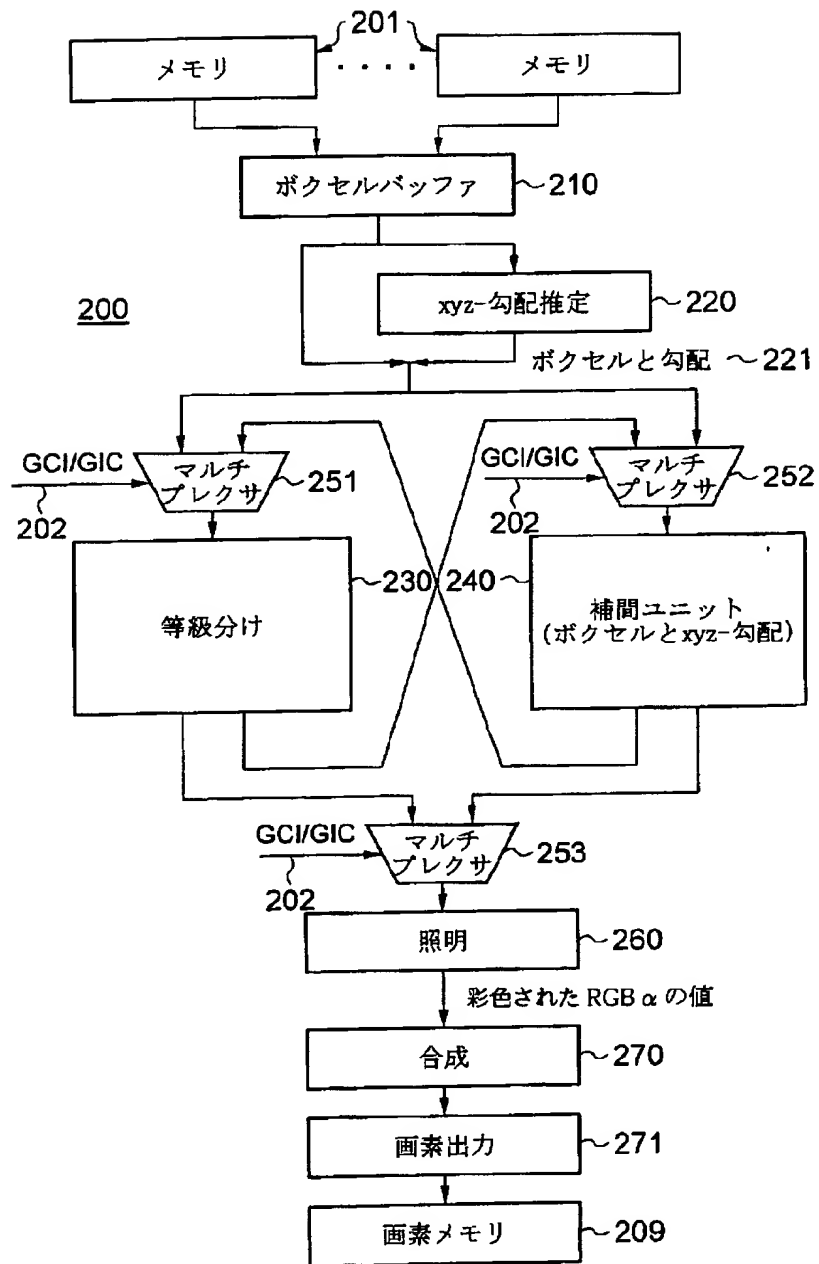 201
メモリ ・・・・ メモリ
ボクセルバッファ 210
200
xyz-勾配推定 220
ボクセルと勾配 221
GCI/GIC
202
マルチ
プレクサ
251
GCI/GIC
202
マルチ
プレクサ
252
等級分け
230
240
補間ユニット
(ボクセルとxyz-勾配)
GCI/GIC
202
マルチ
プレクサ
253
照明 260
彩色された RGB α の値
合成 270
画素出力 271
画素メモリ 209